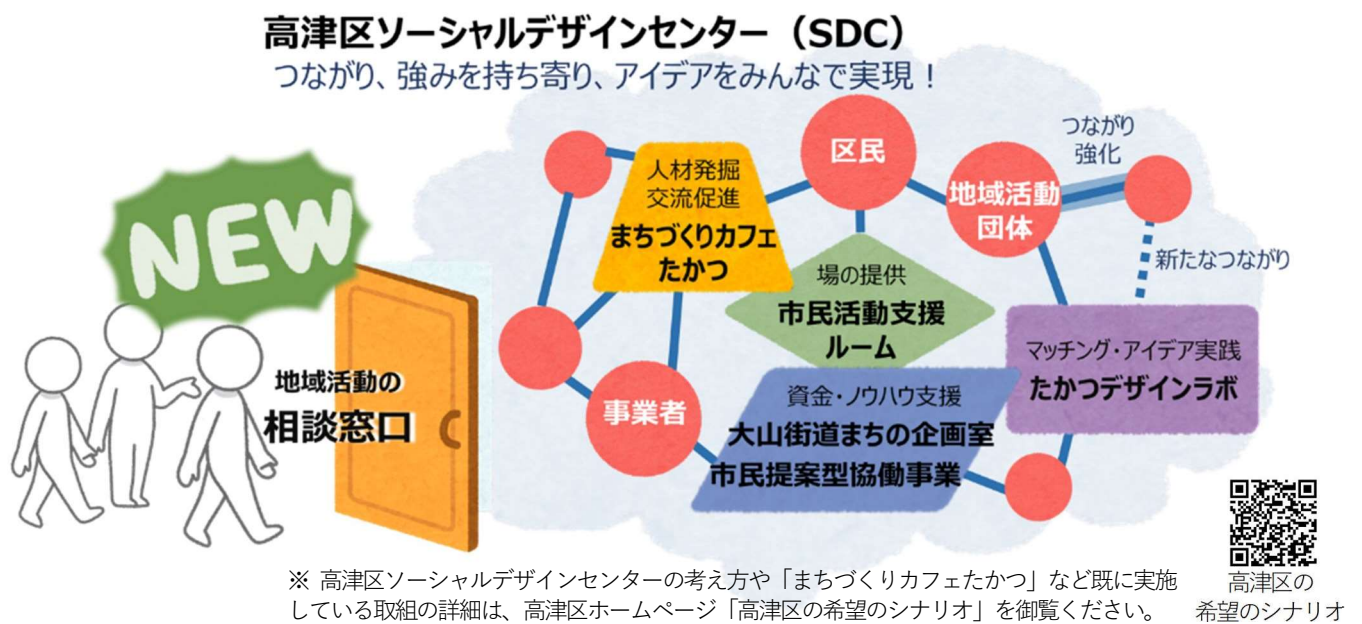 高津区ソーシャルデザインセンター（SDC）
つながり、強みを持ち寄り、アイデアをみんなで実現！
NEW
地域活動の
相談窓口
人材発掘
交流促進
まちづくりカフェ
たかつ
区民
地域活動
団体
つながり
強化
新たなつながり
場の提供
市民活動支援
ルーム
マッチング・アイデア実践
たかつデザインラボ
事業者
資金・ノウハウ支援
大山街道まちの企画室
市民提案型協働事業
※ 高津区ソーシャルデザインセンターの考え方や「まちづくりカフェたかつ」など既に実施
している取組の詳細は、高津区ホームページ「高津区の希望のシナリオ」を御覧ください。
高津区の
希望のシナリオ